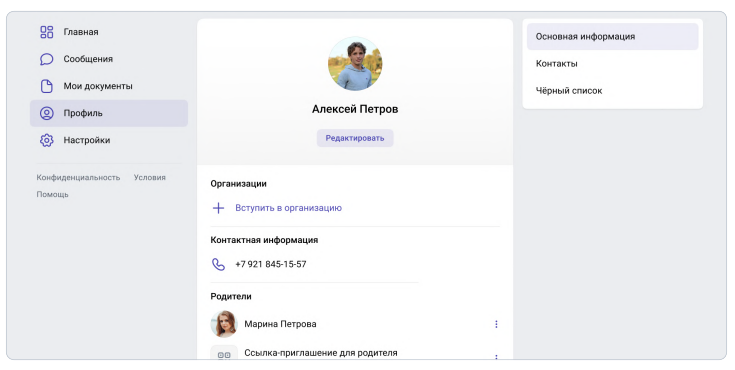 Главная
Сообщения
Мои документы
Профиль
Настройки
Конфиденциальность Условия
Помощь
Алексей Петров
Редактировать
Организации
Вступить в организацию
Контактная информация
+7 921 845-15-57
Родители
Марина Петрова
Ссылка-приглашение для родителя
Основная информация
Контакты
Чёрный список